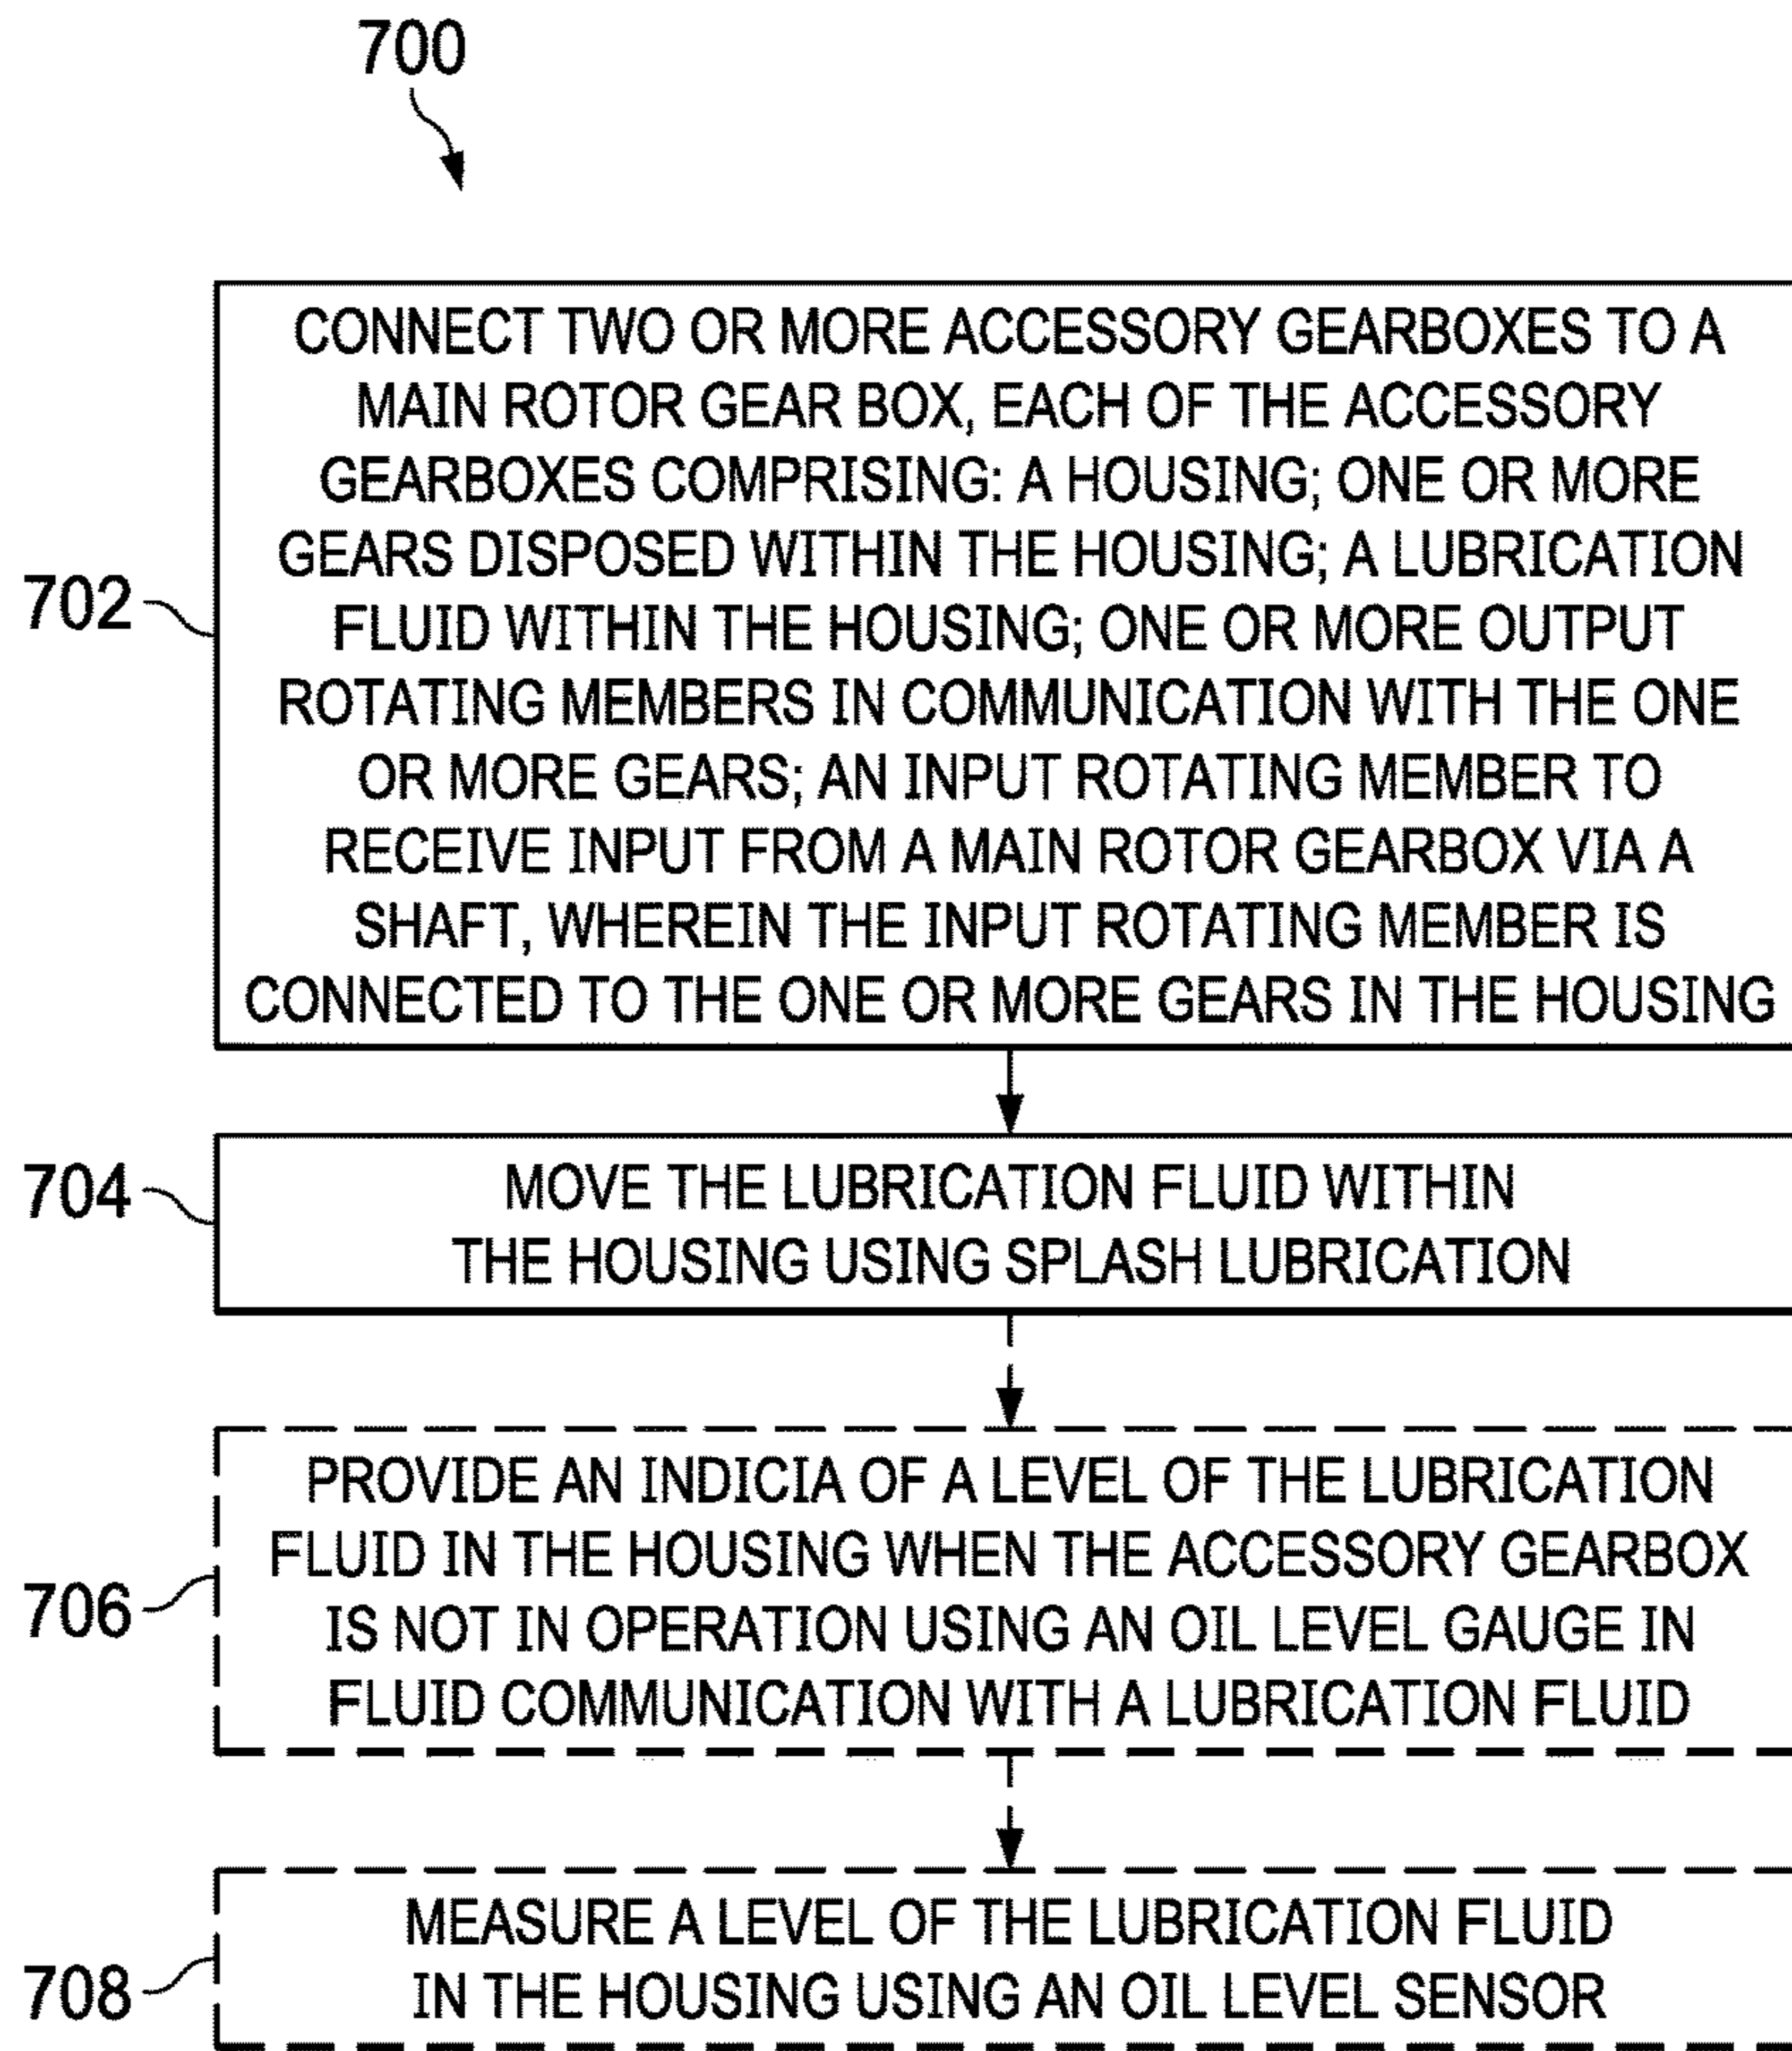 700
702
CONNECT TWO OR MORE ACCESSORY GEARBOXES TO A
MAIN ROTOR GEAR BOX, EACH OF THE ACCESSORY
GEARBOXES COMPRISING: A HOUSING; ONE OR MORE
GEARS DISPOSED WITHIN THE HOUSING; A LUBRICATION
FLUID WITHIN THE HOUSING; ONE OR MORE OUTPUT
ROTATING MEMBERS IN COMMUNICATION WITH THE ONE
OR MORE GEARS; AN INPUT ROTATING MEMBER TO
RECEIVE INPUT FROM A MAIN ROTOR GEARBOX VIA A
SHAFT, WHEREIN THE INPUT ROTATING MEMBER IS
CONNECTED TO THE ONE OR MORE GEARS IN THE HOUSING
704
MOVE THE LUBRICATION FLUID WITHIN
THE HOUSING USING SPLASH LUBRICATION
706
PROVIDE AN INDICIA OF A LEVEL OF THE LUBRICATION
FLUID IN THE HOUSING WHEN THE ACCESSORY GEARBOX
IS NOT IN OPERATION USING AN OIL LEVEL GAUGE IN
FLUID COMMUNICATION WITH A LUBRICATION FLUID
708
MEASURE A LEVEL OF THE LUBRICATION FLUID
IN THE HOUSING USING AN OIL LEVEL SENSOR